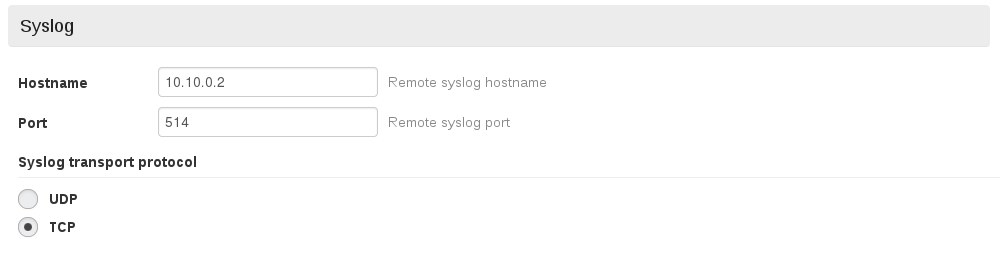 Syslog
Hostname 10.10.0.2 Remote syslog hostname
Port 514 Remote syslog port
Syslog transport protocol
UDP
TCP